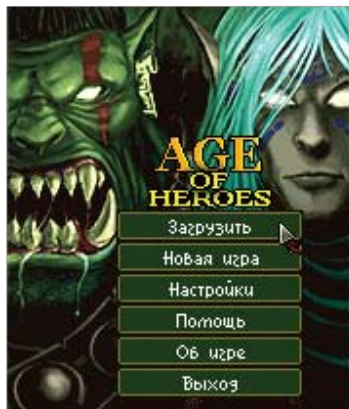 AGE
OF
HEROES
Загрузить
Новая игра
Настройки
Помощь
Об игре
Выход